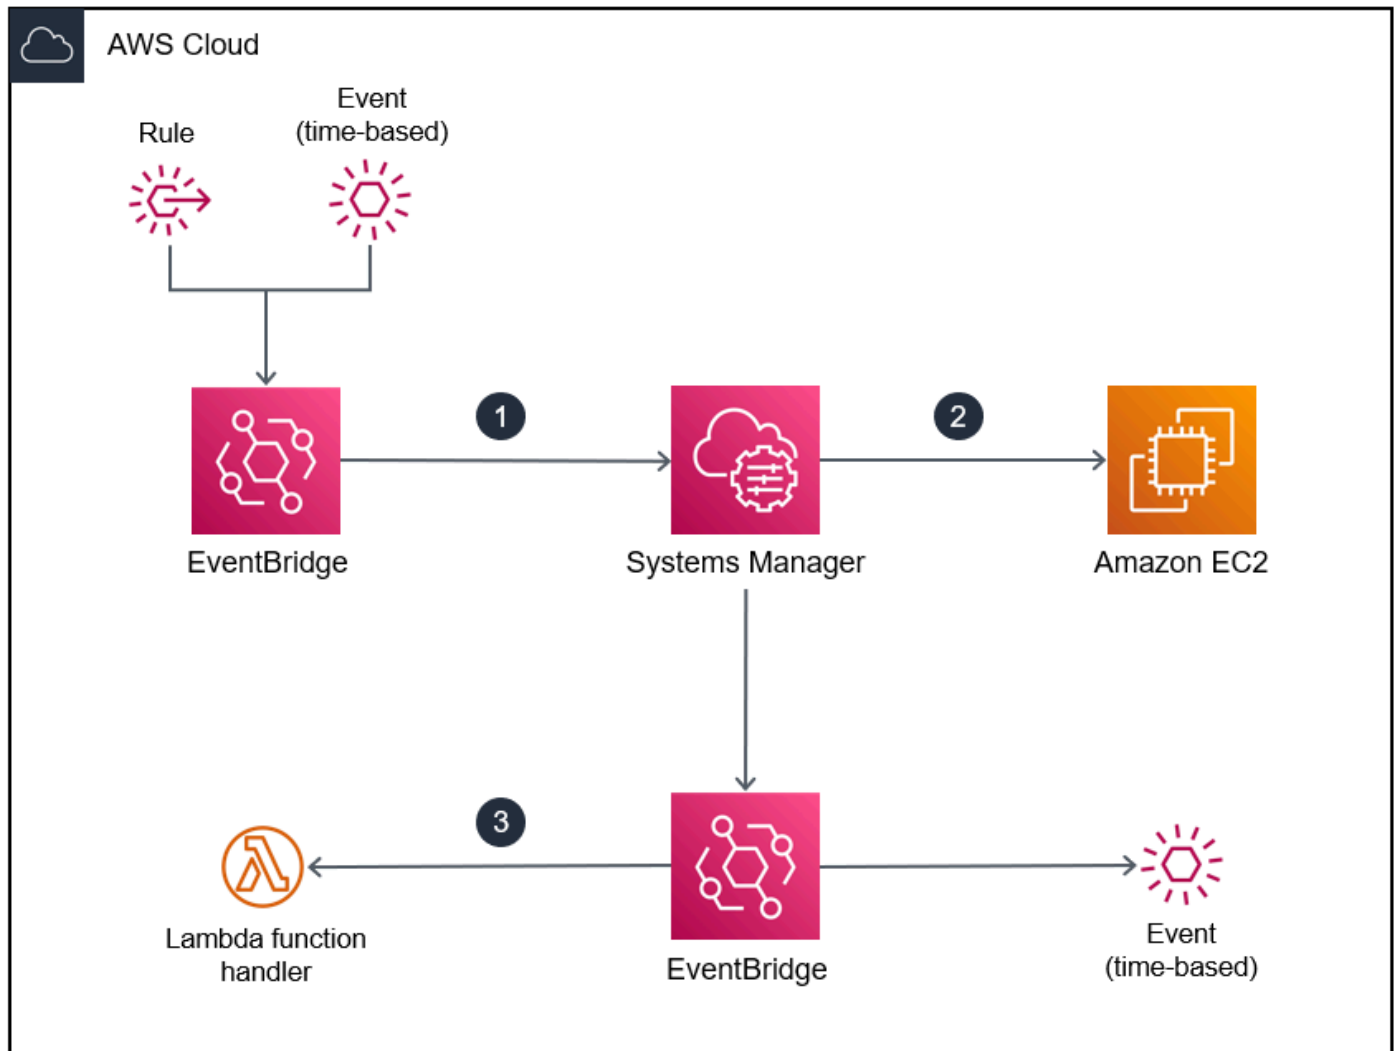 AWS Cloud
Rule
Event
(time-based)
1
2
EventBridge
Systems Manager
Amazon EC2
3
Lambda function
handler
EventBridge
Event
(time-based)